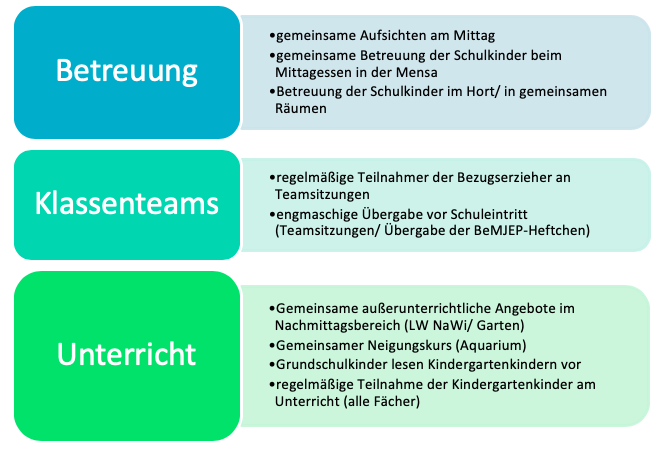 Betreuung
•gemeinsame Aufsichten am Mittag
•gemeinsame Betreuung der Schulkinder beim
Mittagessen in der Mensa
•Betreuung der Schulkinder im Hort/ in gemeinsamen
Räumen
Klassenteams
•regelmäßige Teilnahmer der Bezugserzieher an
Teamsitzungen
•engmaschige Übergabe vor Schuleintritt
(Teamsitzungen/ Übergabe der BeMJEP-Heftchen)
Unterricht
•Gemeinsame außerunterrichtliche Angebote im
Nachmittagsbereich (LW NaWi/ Garten)
•Gemeinsamer Neigungskurs (Aquarium)
•Grundschulkinder lesen Kindergartenkindern vor
•regelmäßige Teilnahme der Kindergartenkinder am
Unterricht (alle Fächer)